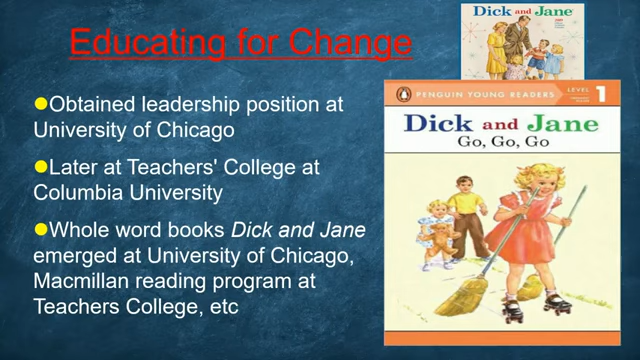 Educating for Change
Obtained leadership position at
University of Chicago
Later at Teachers' College at
Columbia University
Whole word books Dick and Jane
emerged at University of Chicago,
Macmillan reading program at
Teachers College, etc
Dick and Jane
PENGUIN YOUNG READERS
LEVEL 1
Dick and Jane
Go, Go, Go